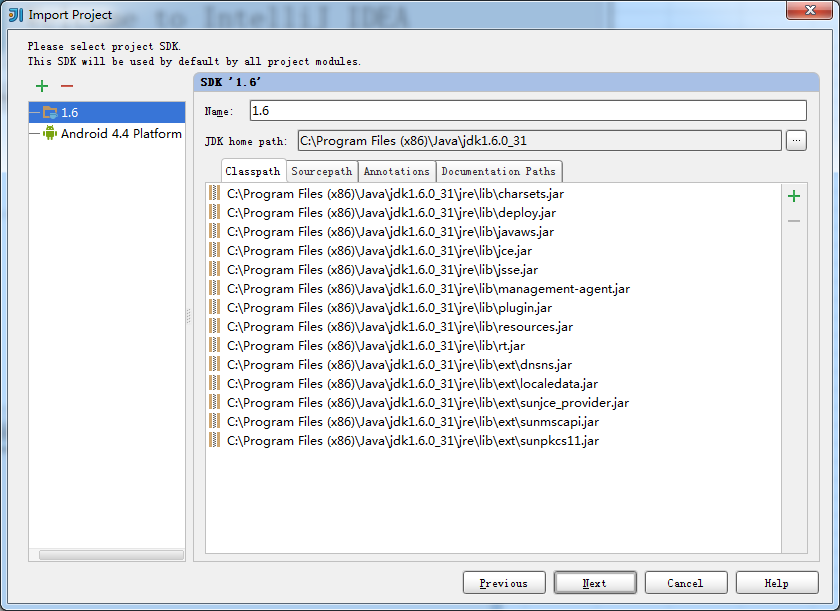 Import Project
Please select project SDK.
This SDK will be used by default by all project modules.
1.6
Android 4.4 Platform
SDK '1.6'
Name: 1.6
JDK home path: C:\Program Files (x86)\Java\jdk1.6.0_31
...
Classpath Sourcepath Annotations Documentation Paths
C:\Program Files (x86)\Java\jdk1.6.0_31\jre\lib\charsets.jar
C:\Program Files (x86)\Java\jdk1.6.0_31\jre\lib\deploy.jar
C:\Program Files (x86)\Java\jdk1.6.0_31\jre\lib\javaws.jar
C:\Program Files (x86)\Java\jdk1.6.0_31\jre\lib\jce.jar
C:\Program Files (x86)\Java\jdk1.6.0_31\jre\lib\jsse.jar
C:\Program Files (x86)\Java\jdk1.6.0_31\jre\lib\management-agent.jar
C:\Program Files (x86)\Java\jdk1.6.0_31\jre\lib\plugin.jar
C:\Program Files (x86)\Java\jdk1.6.0_31\jre\lib\resources.jar
C:\Program Files (x86)\Java\jdk1.6.0_31\jre\lib\rt.jar
C:\Program Files (x86)\Java\jdk1.6.0_31\jre\lib\ext\dnsns.jar
C:\Program Files (x86)\Java\jdk1.6.0_31\jre\lib\ext\localedata.jar
C:\Program Files (x86)\Java\jdk1.6.0_31\jre\lib\ext\sunjce_provider.jar
C:\Program Files (x86)\Java\jdk1.6.0_31\jre\lib\ext\sunmscapi.jar
C:\Program Files (x86)\Java\jdk1.6.0_31\jre\lib\ext\sunpkcs11.jar
Previous Next Cancel Help